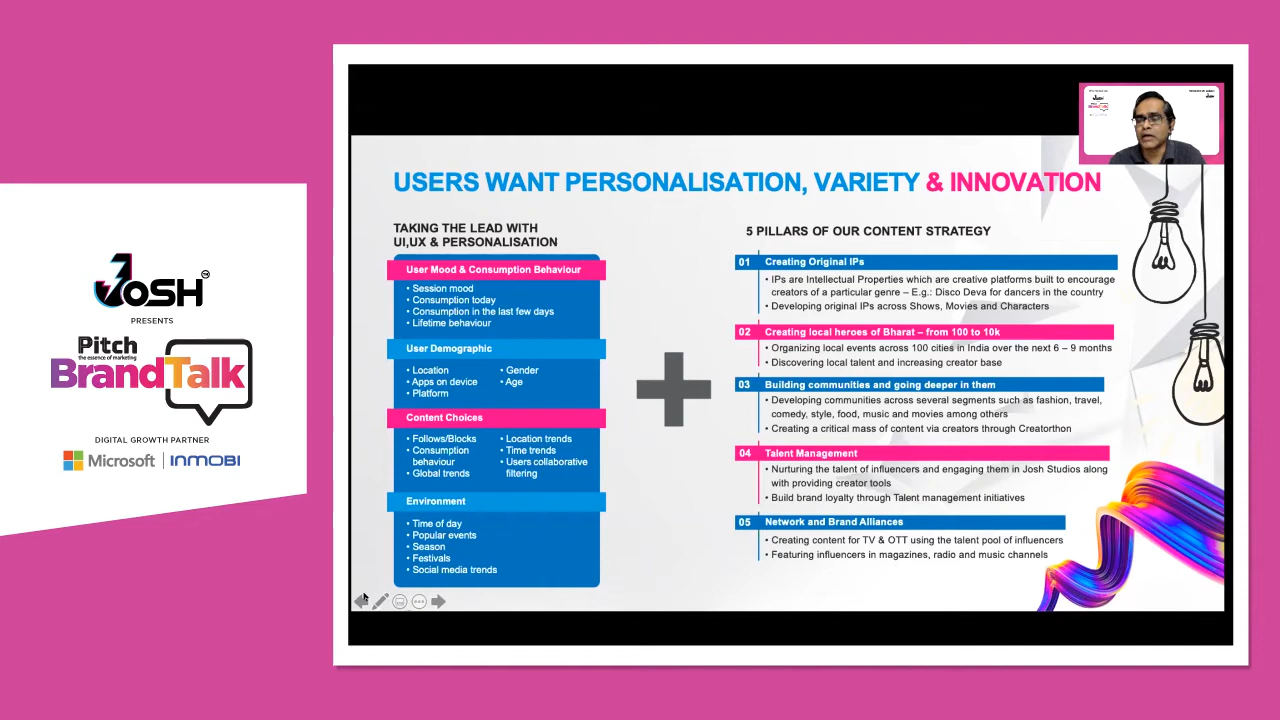 JOSH
TM
PRESENTS
Pitch
the essence of marketing
BrandTalk
DIGITAL GROWTH PARTNER
Microsoft | INMOBI
USERS WANT PERSONALISATION, VARIETY & INNOVATION
TAKING THE LEAD WITH
UI,UX & PERSONALISATION
User Mood & Consumption Behaviour
• Session mood
• Consumption today
• Consumption in the last few days
• Lifetime behaviour
User Demographic
• Location
• Apps on device
• Platform
• Gender
• Age
Content Choices
• Follows/Blocks
• Consumption
behaviour
• Global trends
• Location trends
• Time trends
• Users collaborative
filtering
Environment
• Time of day
• Popular events
• Season
• Festivals
• Social media trends
5 PILLARS OF OUR CONTENT STRATEGY
01 Creating Original IPs
• IPs are Intellectual Properties which are creative platforms built to encourage
creators of a particular genre – E.g.: Disco Deva for dancers in the country
• Developing original IPs across Shows, Movies and Characters
02 Creating local heroes of Bharat – from 100 to 10k
• Organizing local events across 100 cities in India over the next 6 – 9 months
• Discovering local talent and increasing creator base
03 Building communities and going deeper in them
• Developing communities across several segments such as fashion, travel,
comedy, style, food, music and movies among others
• Creating a critical mass of content via creators through Creatorthon
04 Talent Management
• Nurturing the talent of influencers and engaging them in Josh Studios along
with providing creator tools
• Build brand loyalty through Talent management initiatives
05 Network and Brand Alliances
• Creating content for TV & OTT using the talent pool of influencers
• Featuring influencers in magazines, radio and music channels